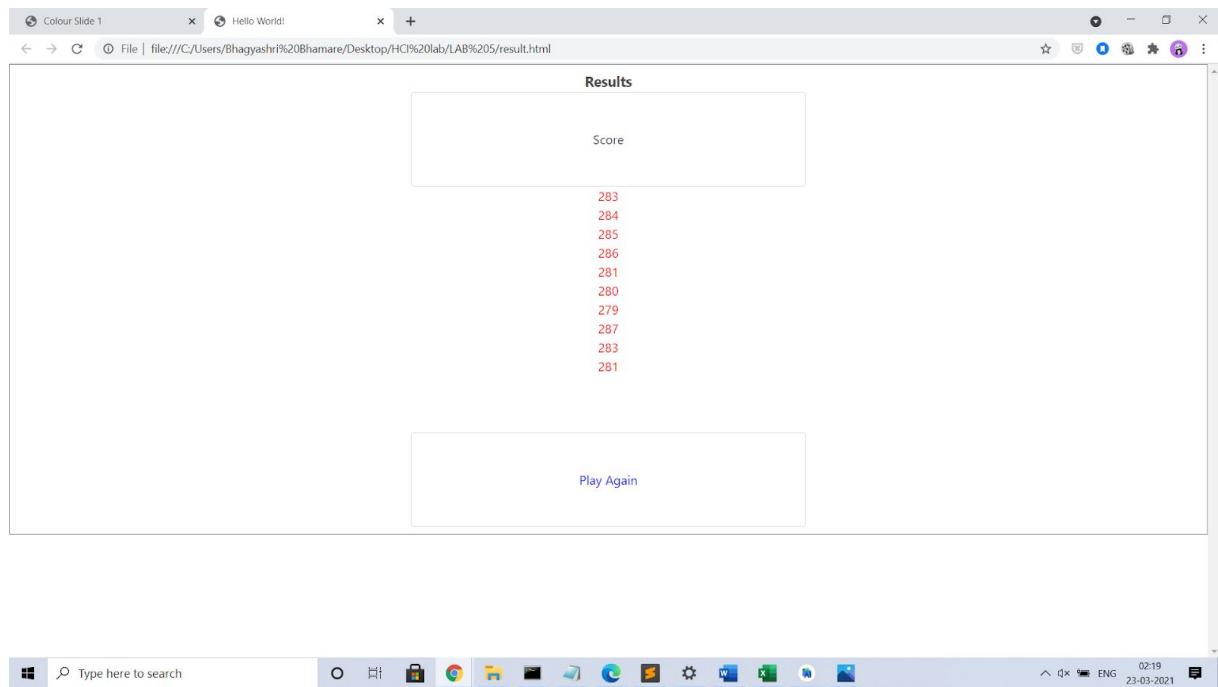 Colour Slide 1
Hello World!
File | file:///C:/Users/Bhagyashri%20Bhamare/Desktop/HCI%20lab/LAB%205/result.html
Results
Score
283
284
285
286
281
280
279
287
283
281
Play Again
Type here to search
ENG
02:19
23-03-2021